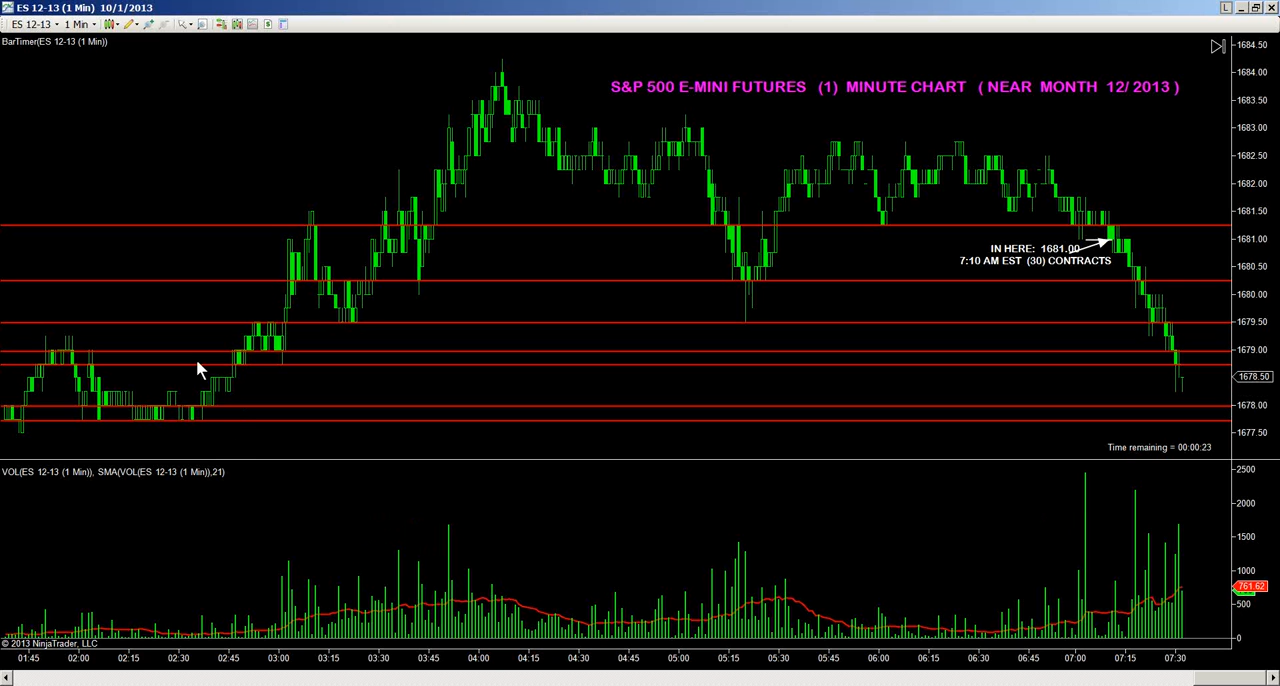 ES 12-13 (1 Min)  10/1/2013
L
ES 12-13
1 Min
BarTimer(ES 12-13 (1 Min))
S&P 500 E-MINI FUTURES (1) MINUTE CHART ( NEAR MONTH 12/ 2013 )
1684.50
1684.00
1683.50
1683.00
1682.50
1682.00
1681.50
1681.00
1680.50
1680.00
1679.50
1679.00
1678.50
1678.00
1677.50
IN HERE: 1681.00
7:10 AM EST (30) CONTRACTS
Time remaining = 00:00:23
VOL(ES 12-13 (1 Min)), SMA(VOL(ES 12-13 (1 Min)),21)
2500
2000
1500
1000
761.62
500
0
© 2013 NinjaTrader, LLC
01:45 02:00 02:15 02:30 02:45 03:00 03:15 03:30 03:45 04:00 04:15 04:30 04:45 05:00 05:15 05:30 05:45 06:00 06:15 06:30 06:45 07:00 07:15 07:30